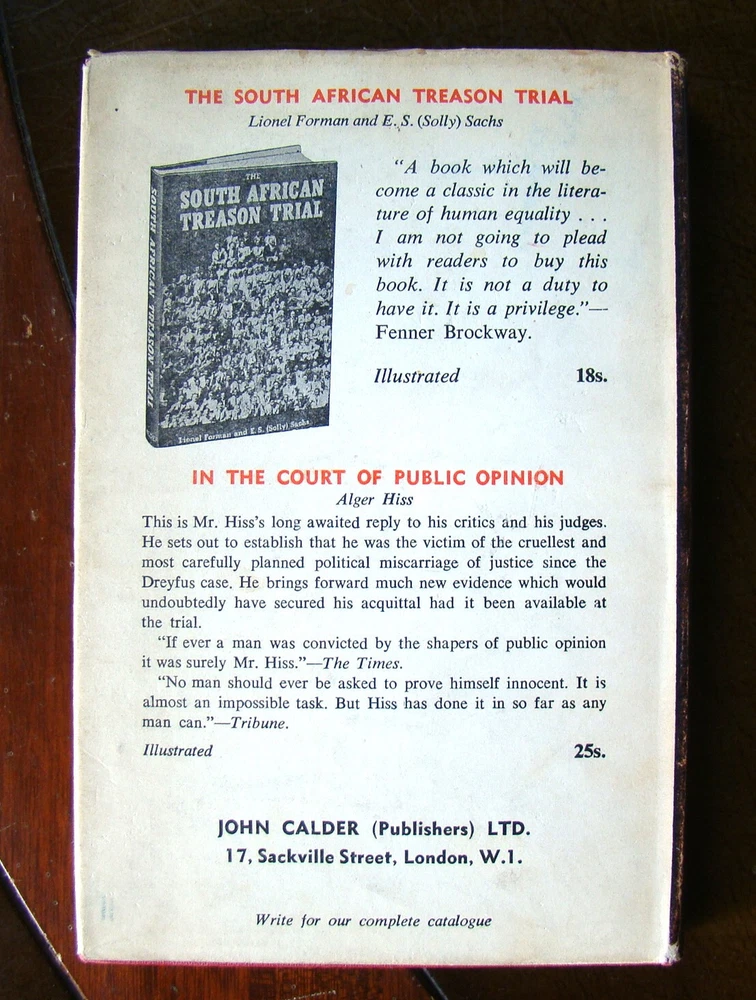 THE SOUTH AFRICAN TREASON TRIAL
Lionel Forman and E. S. (Solly) Sachs
THE
SOUTH AFRICAN
TREASON TRIAL
SOUTH AFRICAN TREASON TRIAL
Lionel Forman and E. S. (Solly) Sachs
“A book which will be-
come a classic in the litera-
ture of human equality . . .
I am not going to plead
with readers to buy this
book. It is not a duty to
have it. It is a privilege.”—
Fenner Brockway.
Illustrated 18s.
IN THE COURT OF PUBLIC OPINION
Alger Hiss
This is Mr. Hiss’s long awaited reply to his critics and his judges.
He sets out to establish that he was the victim of the cruellest and
most carefully planned political miscarriage of justice since the
Dreyfus case. He brings forward much new evidence which would
undoubtedly have secured his acquittal had it been available at
the trial.
“If ever a man was convicted by the shapers of public opinion
it was surely Mr. Hiss.”—The Times.
“No man should ever be asked to prove himself innocent. It is
almost an impossible task. But Hiss has done it in so far as any
man can.”—Tribune.
Illustrated 25s.
JOHN CALDER (Publishers) LTD.
17, Sackville Street, London, W.1.
Write for our complete catalogue